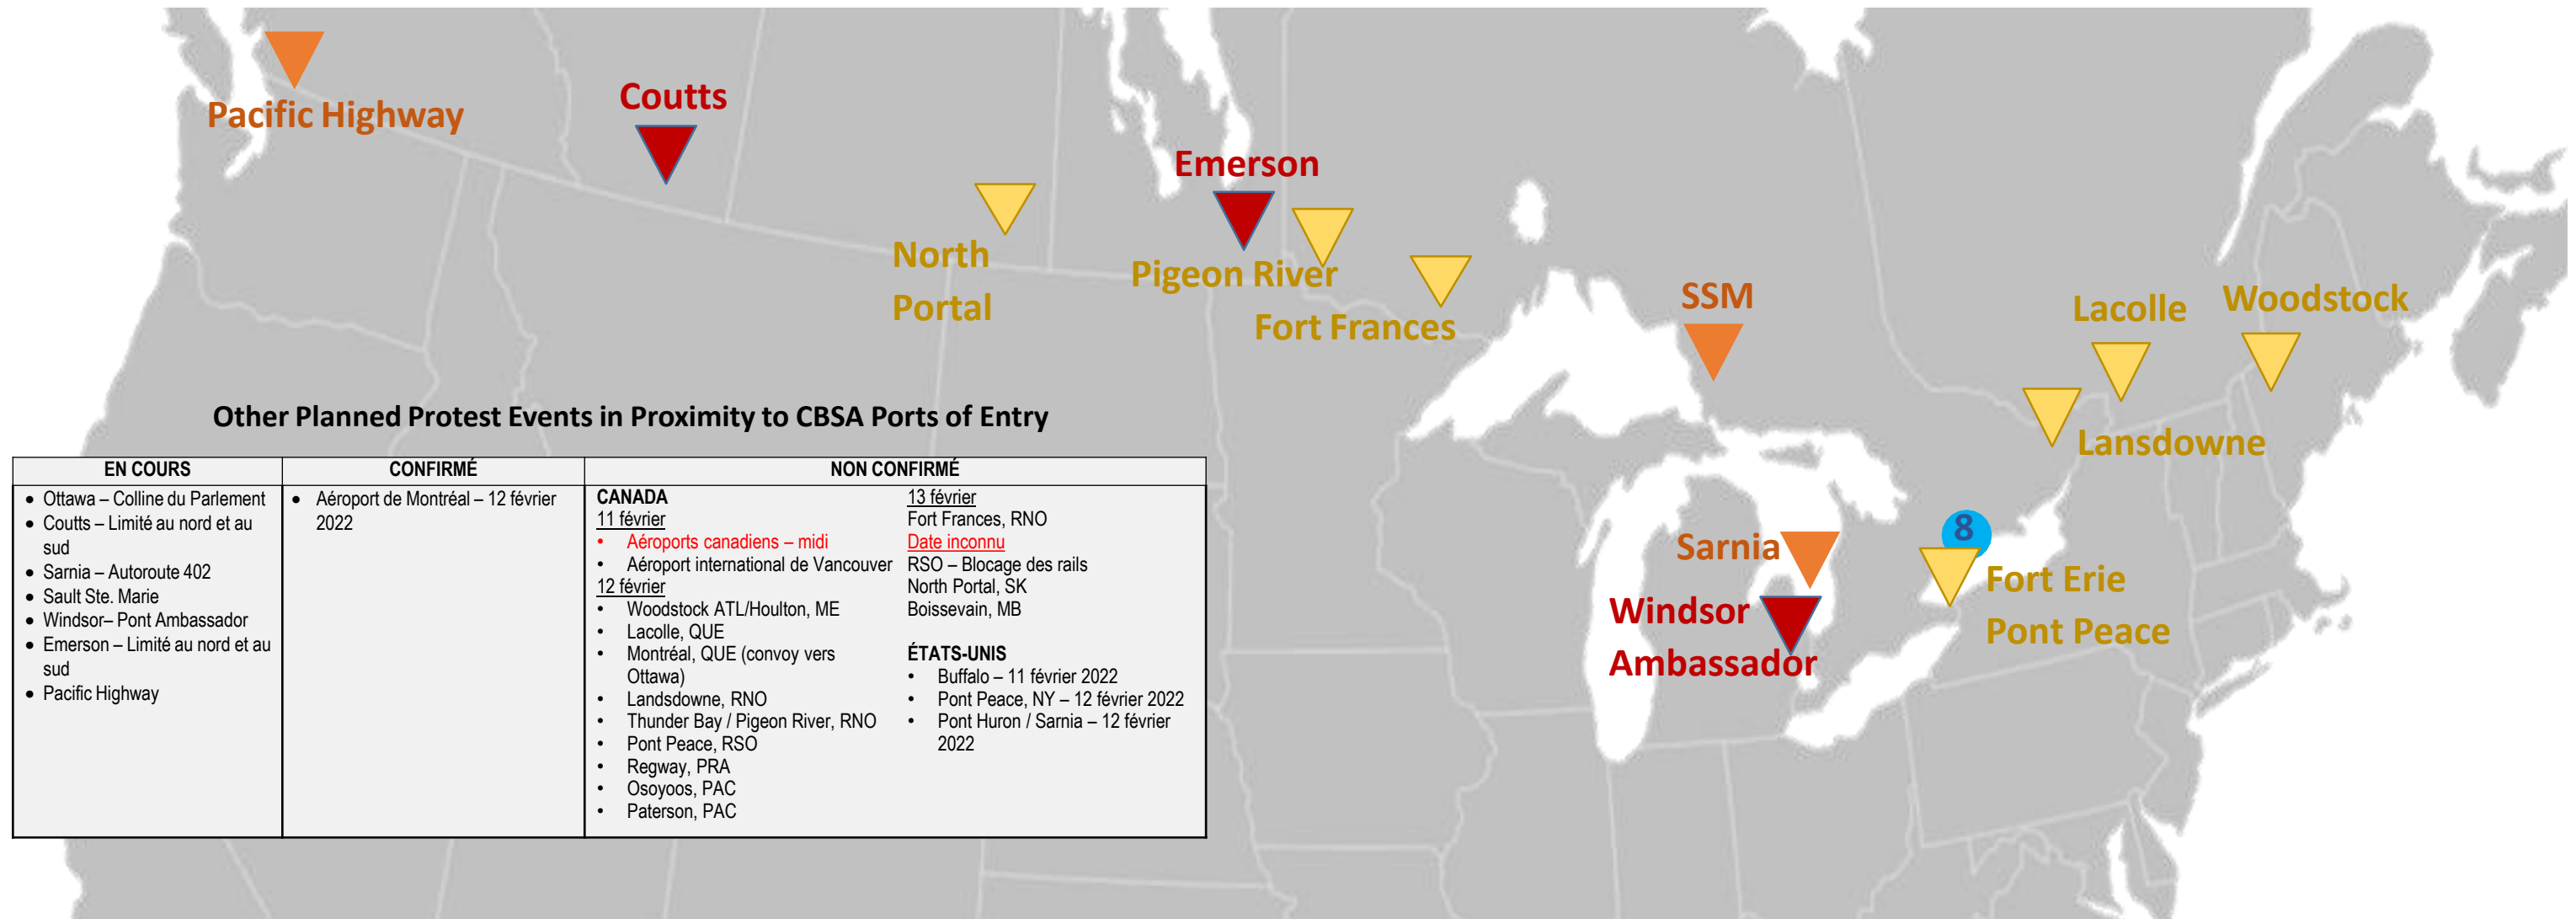 Pacific Highway
Coutts
Emerson
North
Portal
Pigeon River
Fort Frances
SSM
Lacolle
Woodstock
Lansdowne
8
Sarnia
Fort Erie
Pont Peace
Windsor
Ambassador
Other Planned Protest Events in Proximity to CBSA Ports of Entry
EN COURS
• Ottawa – Colline du Parlement
• Coutts – Limité au nord et au
sud
• Sarnia – Autoroute 402
• Sault Ste. Marie
• Windsor– Pont Ambassador
• Emerson – Limité au nord et au
sud
• Pacific Highway
CONFIRMÉ
• Aéroport de Montréal – 12 février
2022
NON CONFIRMÉ
CANADA
11 février
• Aéroports canadiens – midi
• Aéroport international de Vancouver
12 février
• Woodstock ATL/Houlton, ME
• Lacolle, QUE
• Montréal, QUE (convoy vers
Ottawa)
• Landsdowne, RNO
• Thunder Bay / Pigeon River, RNO
• Pont Peace, RSO
• Regway, PRA
• Osoyoos, PAC
• Paterson, PAC
13 février
Fort Frances, RNO
Date inconnu
RSO – Blocage des rails
North Portal, SK
Boissevain, MB
ÉTATS-UNIS
• Buffalo – 11 février 2022
• Pont Peace, NY – 12 février 2022
• Pont Huron / Sarnia – 12 février
2022